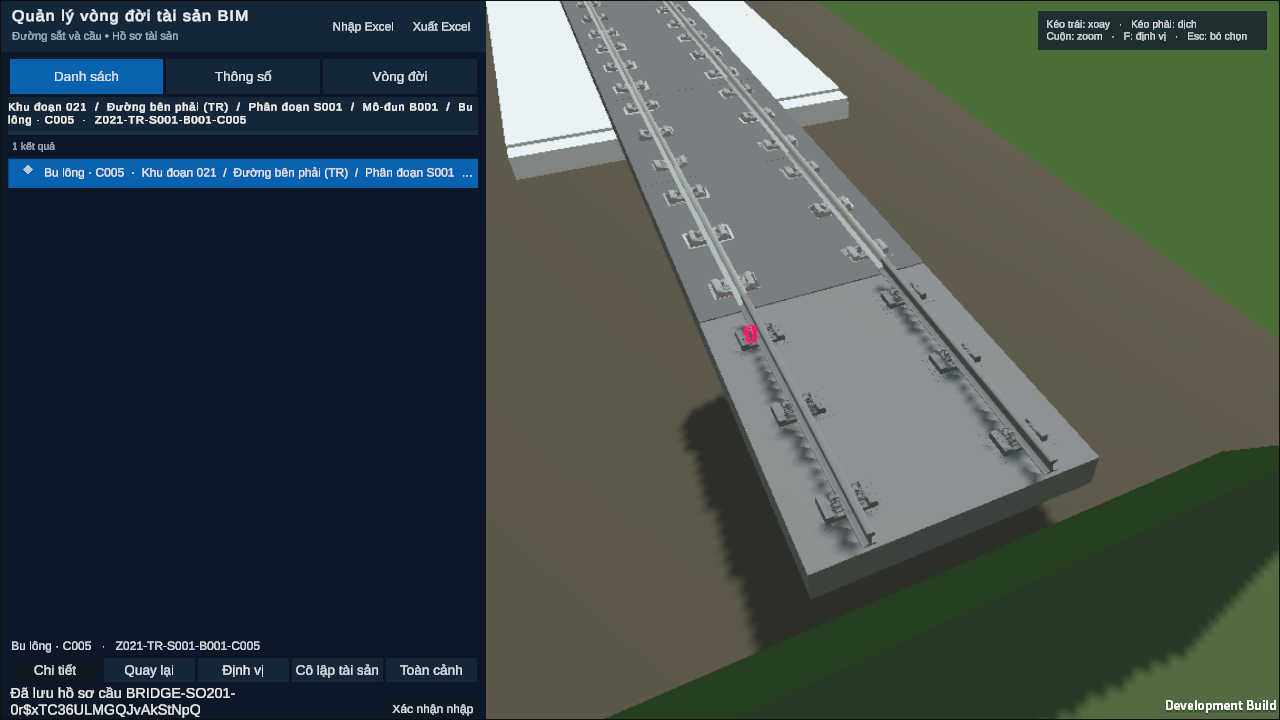 Quản lý vòng đời tài sản BIM
Đường sắt và cầu • Hồ sơ tài sản
Nhập Excel
Xuất Excel
Danh sách
Thông số
Vòng đời
Khu đoạn 021 / Đường bên phải (TR) / Phân đoạn S001 / Mô-đun B001 / Bu
lông · C005 · Z021-TR-S001-B001-C005
1 kết quả
Bu lông · C005 · Khu đoạn 021 / Đường bên phải (TR) / Phân đoạn S001 ...
Bu lông · C005 · Z021-TR-S001-B001-C005
Chi tiết
Quay lại
Định vị
Cô lập tài sản
Toàn cảnh
Đã lưu hồ sơ cầu BRIDGE-SO201-
0r$xTC36ULMGQJvAkStNpQ
Xác nhận nhập
Kéo trái: xoay · Kéo phải: dịch
Cuộn: zoom · F: định vị · Esc: bỏ chọn
Development Build